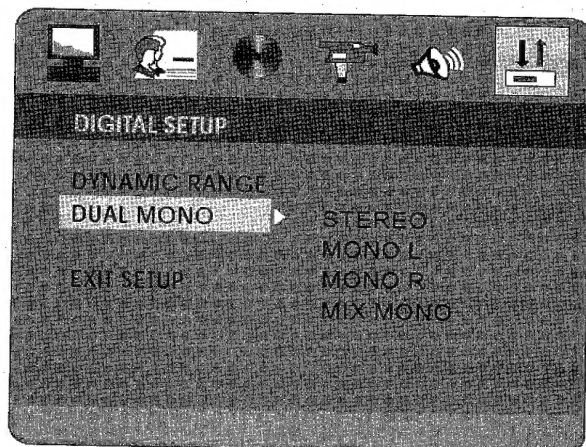 DIGITAL SETUP
DYNAMIC RANGE
DUAL MONO
STEREO
MONO L
EXIT SETUP
MONO R
MIX MONO